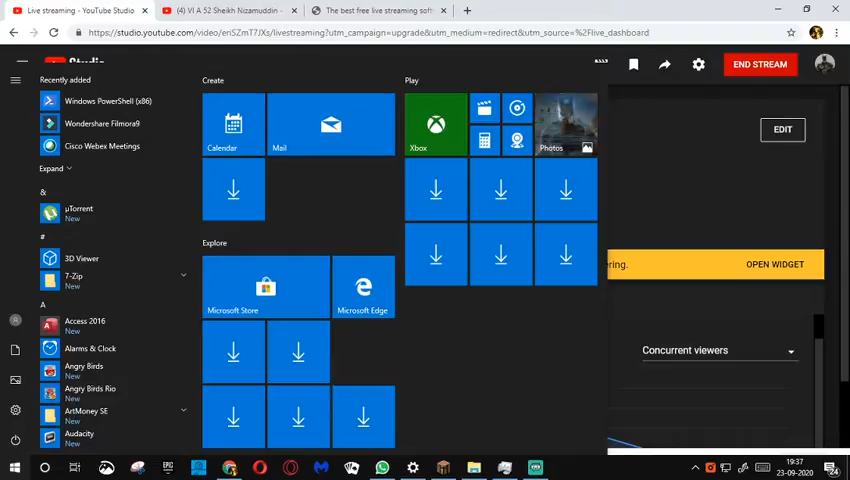 Live streaming - YouTube Studio
(4) VI A 52 Sheikh Nizamuddin -
The best free live streaming soft
https://studio.youtube.com/video/eriSZmT7JXs/livestreaming?utm_campaign=upgrade&utm_medium=redirect&utm_source=%2Flive_dashboard
END STREAM
Recently added
Windows PowerShell (x86)
Wondershare Filmora9
Cisco Webex Meetings
Expand
&
µTorrent
New
#
3D Viewer
7-Zip
New
A
Access 2016
New
Alarms & Clock
Angry Birds
New
Angry Birds Rio
New
ArtMoney SE
New
Audacity
New
Create
Calendar
Mail
Explore
Microsoft Store
Microsoft Edge
Play
Xbox
Photos
EDIT
ering.
OPEN WIDGET
Concurrent viewers
EPIC
19:37
23-09-2020
24